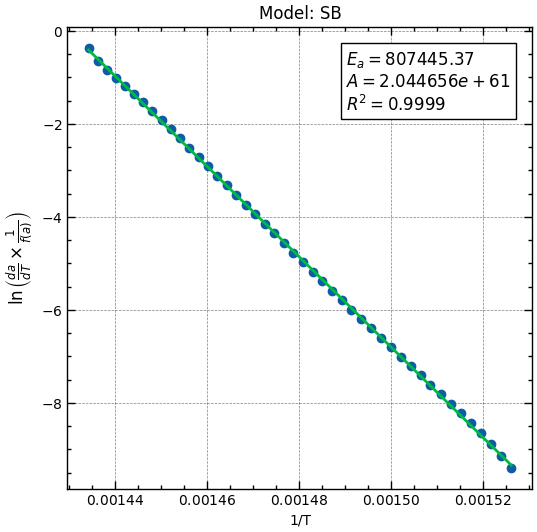 Model: SB
E_a = 807445.37
A = 2.044656e + 61
R^2 = 0.9999
0
−2
−4
−6
−8
ln(da/dT × 1/f(a))
0.00144 0.00146 0.00148 0.00150 0.00152
1/T